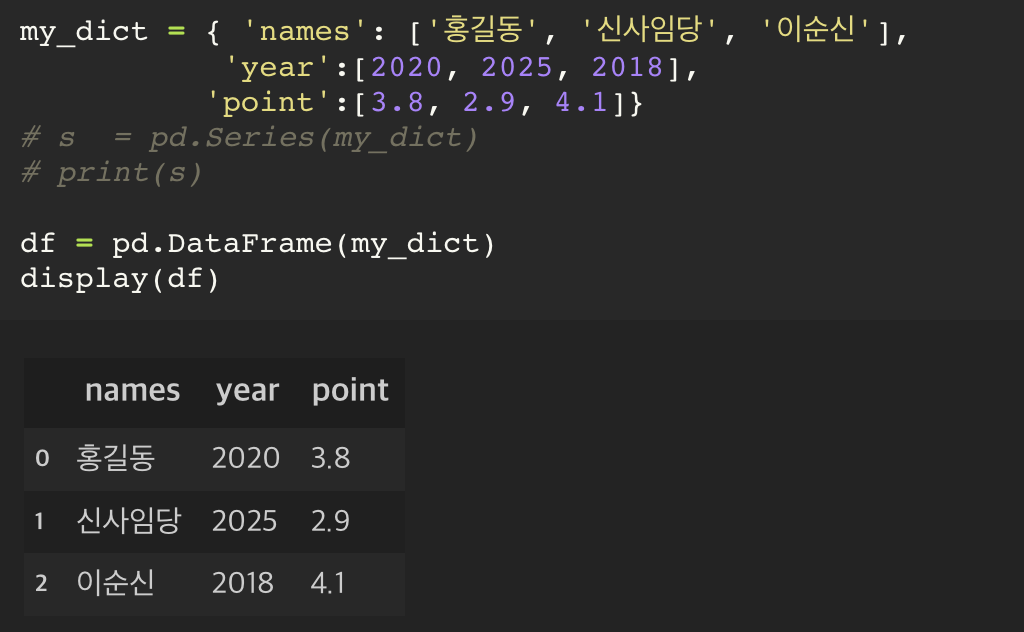 my_dict = { 'names': ['홍길동', '신사임당', '이순신'],
'year':[2020, 2025, 2018],
'point':[3.8, 2.9, 4.1]}
# s  = pd.Series(my_dict)
# print(s)
df = pd.DataFrame(my_dict)
display(df)
names year point
0 홍길동 2020 3.8
1 신사임당 2025 2.9
2 이순신 2018 4.1